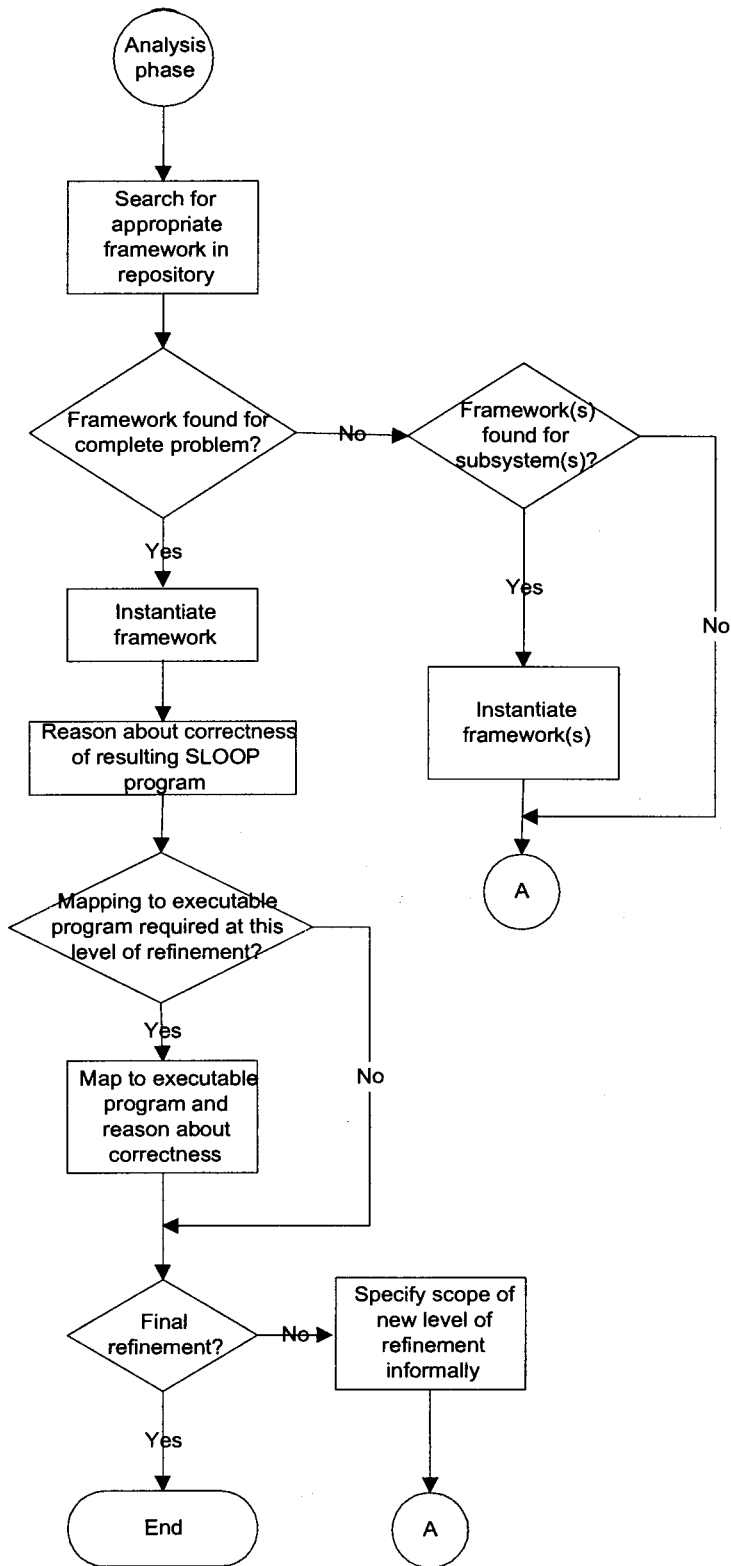 Analysis
phase
Search for
appropriate
framework in
repository
Framework found for
complete problem?
No
Framework(s)
found for
subsystem(s)?
Yes
Instantiate
framework
Yes
No
Instantiate
framework(s)
Reason about correctness
of resulting SLOOP
program
A
Mapping to executable
program required at this
level of refinement?
Yes
No
Map to executable
program and
reason about
correctness
Final
refinement?
No
Specify scope of
new level of
refinement
informally
Yes
End
A